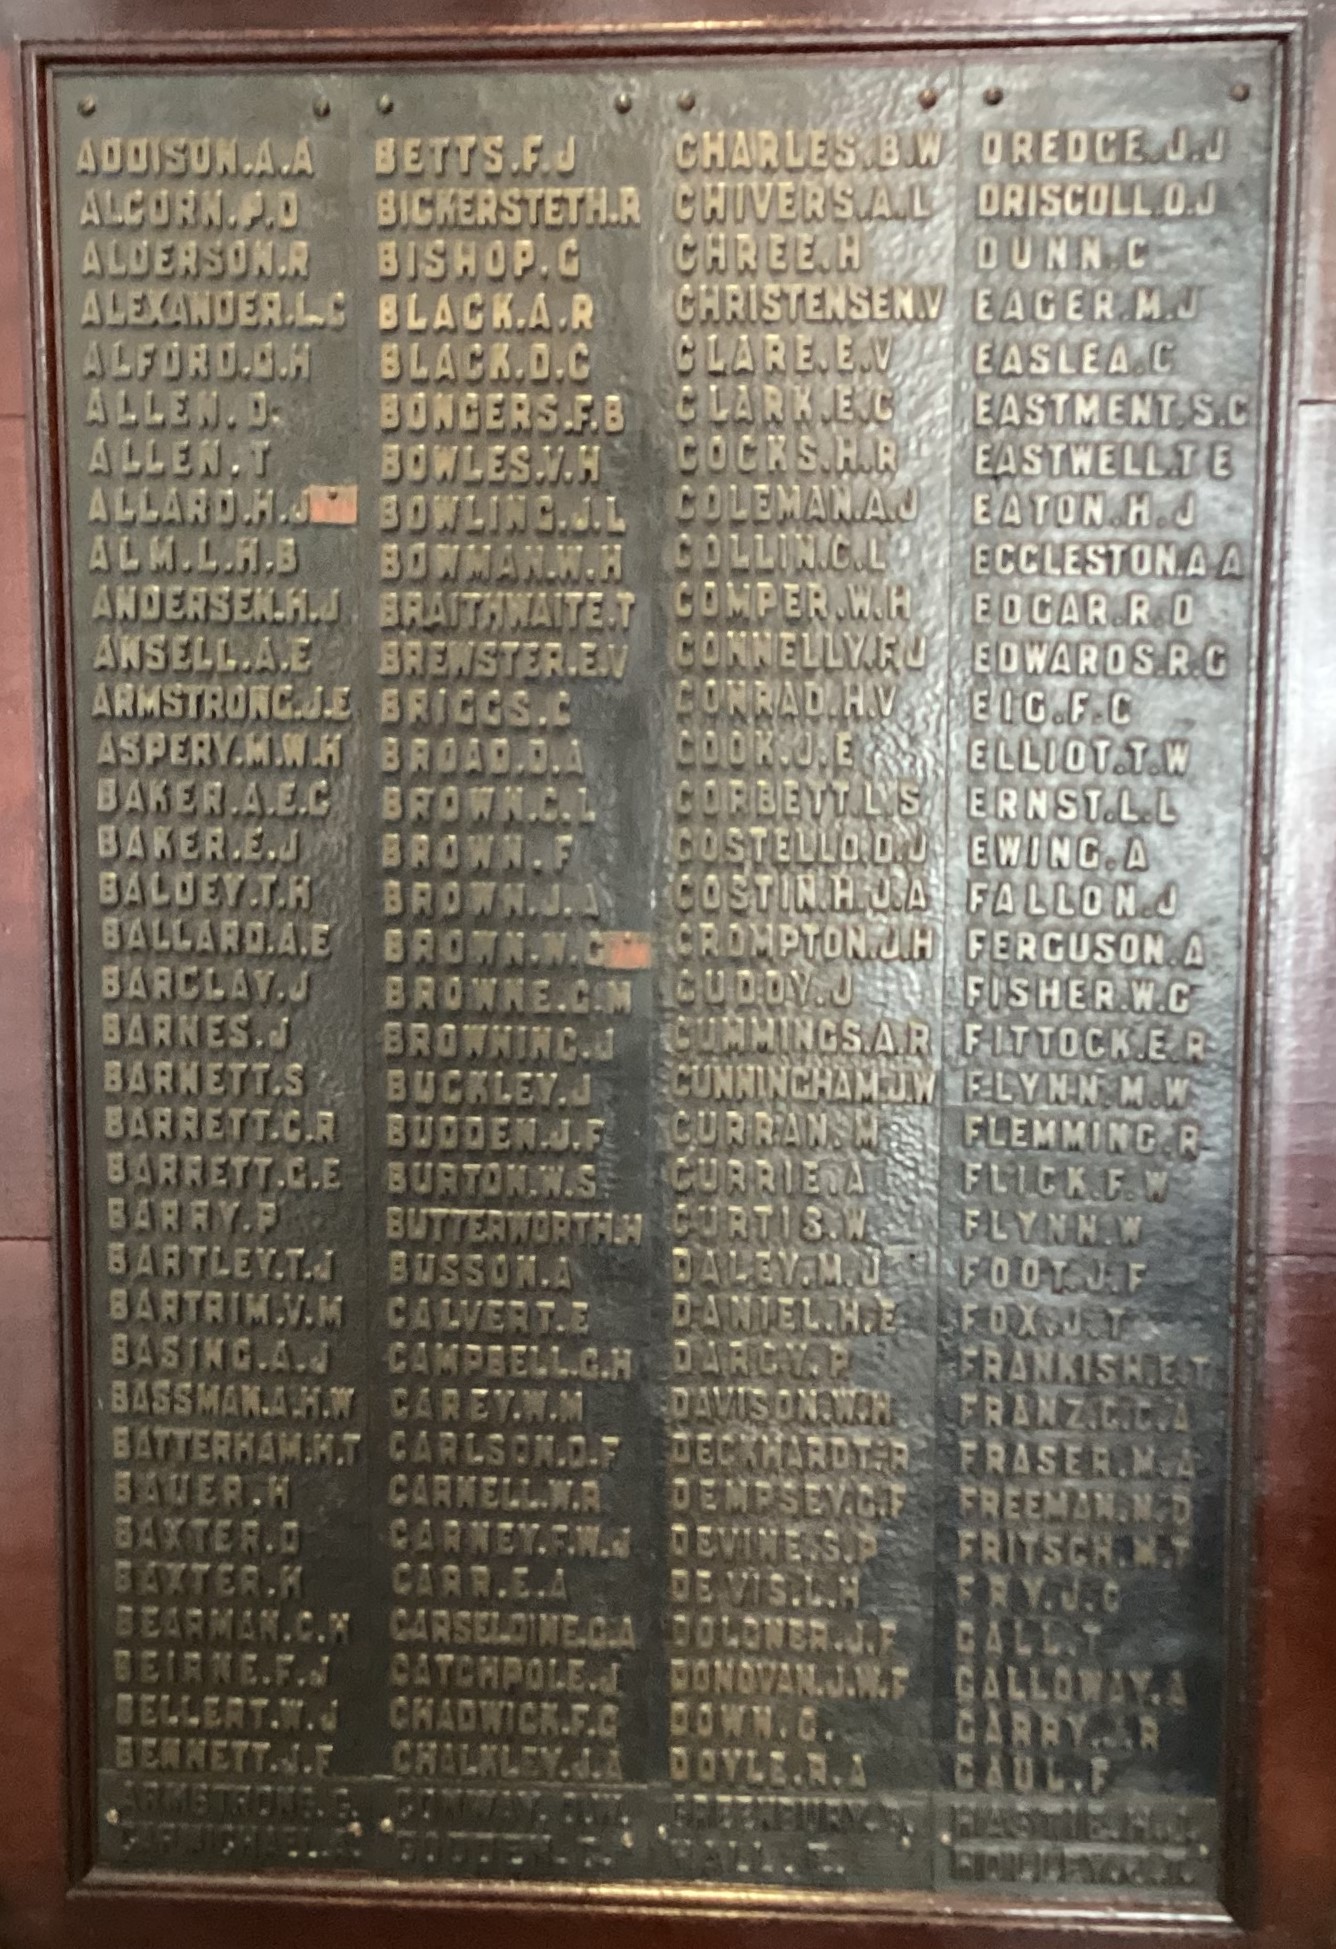 ADDISON.A.A
ALCORN.P.D
ALDERSON.R
ALEXANDER.L.C
ALFORD.G.H
ALLEN.D.
ALLEN.T
ALLARD.H.J
ALM.L.H.B
ANDERSEN.H.J
ANSELL.A.E
ARMSTRONG.J.E
ASPERY.M.W.H
BAKER.A.E.C
BAKER.E.J
BALDEY.T.H
BALLARD.A.E
BARCLAY.J
BARNES.J
BARNETT.S
BARRETT.C.R
BARRETT.G.E
BARRY.P
BARTLEY.T.J
BARTRIM.V.M
BASING.A.J
BASSMAN.A.H.W
BATTERHAM.H.T
BAUER.H
BAXTER.D
BAXTER.H
BEARMAN.C.H
BEIRNE.F.J
BELLERT.W.J
BENNETT.J.F
ARMSTRONG.
BETTS.F.J
BICKERSTETH.R
BISHOP.G
BLACK.A.R
BLACK.D.C
BONGERS.F.B
BOWLES.V.H
BOWLING.J.L
BOWMAN.W.H
BRAITHWAITE.T
BREWSTER.E.V
BRIGGS.C
BROAD.D.A
BROWN.C.L
BROWN.F
BROWN.J.A
BROWN.W.G
BROWNE.G.M
BROWNING.J
BUCKLEY.J
BUDDEN.J.F
BURTON.W.S
BUTTERWORTH.H
BUSSON.A
CALVERT.E
CAMPBELL.G.H
CAREY.W.M
CARLSON.D.F
CARNELL.W.R
CARNEY.F.W.J
CARR.E.A
CARSELDINE.C.A
CATCHPOLE.J
CHADWICK.F.G
CHALKLEY.J.A
CONWAY.
CHARLES.B.W
CHIVERS.A.L
CHREE.H
CHRISTENSEN.V
CLARE.E.V
CLARK.E.C
COCKS.H.R
COLEMAN.A.J
COLLIN.C.L
COMPER.W.H
CONNELLY.F.J
CONRAD.H.V
COOK.J.E
CORBETT.L.S
COSTELLO.D.J
COSTIN.H.J.A
CROMPTON.J.H
CUDDY.J
CUMMINGS.A.R
CUNNINGHAM.J.W
CURRAN.M
CURRIE.A
CURTIS.W
DALEY.M.J
DANIEL.H.E
DARCY.P
DAVISON.W.H
DECKHARDT.R
DEMPSEY.G.F
DEVINE.S.P
DEVIS.L.H
DOLGNER.J.F
DONOVAN.J.W.F
DOWN.G.
DOYLE.R.A
DREDGE.J.J
DRISCOLL.O.J
DUNN.C
EAGER.M.J
EASLEA.C
EASTMENT.S.C
EASTWELL.T E
EATON.H.J
ECCLESTON.A A
EDGAR.R.D
EDWARDS.R.G
EIG.F.C
ELLIOT.T.W
ERNST.L.L
EWING.A
FALLON.J
FERGUSON.A
FISHER.W.G
FITTOCK.E.R
FLYNN.M.W
FLEMMING.R
FLICK.F.W
FLYNN.W
FOOT.J.F
FOX.J.T
FRANKISH.E.T
FRANZ.C.C.A
FRASER.M.A
FREEMAN.N.D
FRITSCH.M.T
FRY.J.C
GALL.T
GALLOWAY.A
GARRY.J.R
GAUL.F
HASTIE.H.J.